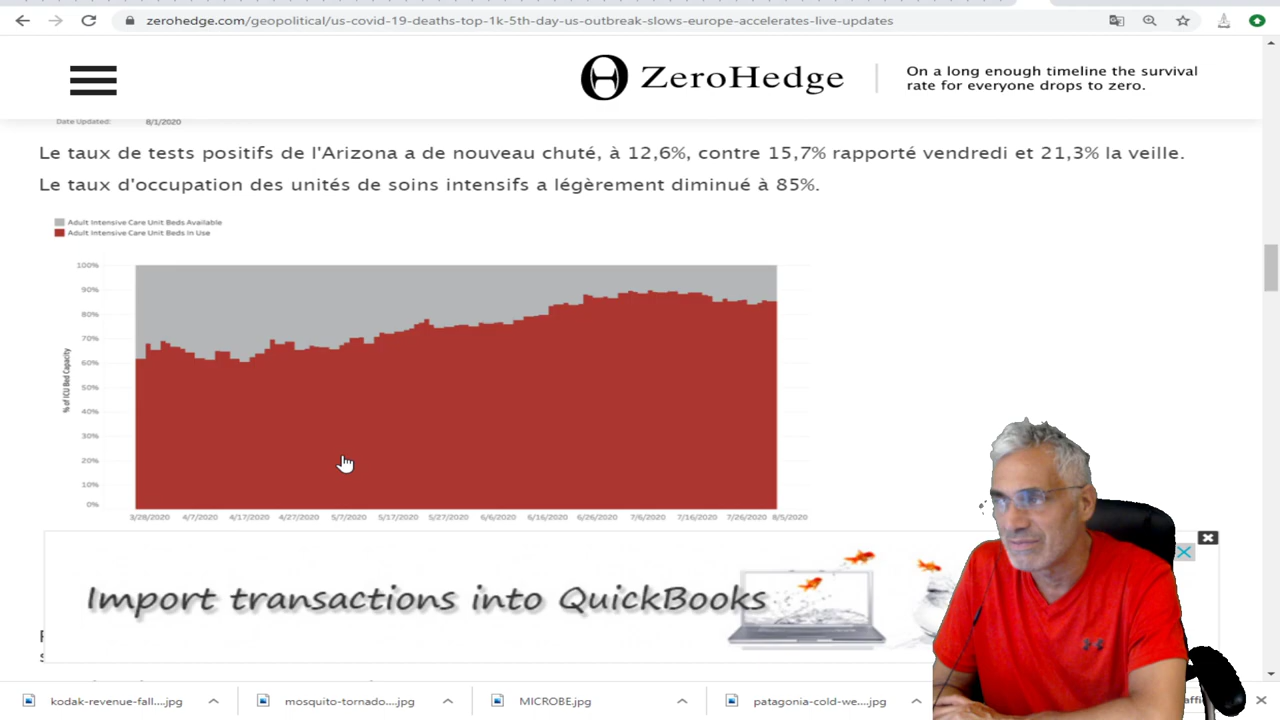 zerohedge.com/geopolitical/us-covid-19-deaths-top-1k-5th-day-us-outbreak-slows-europe-accelerates-live-updates
ZeroHedge
On a long enough timeline the survival
rate for everyone drops to zero.
Date Updated: 8/1/2020
Le taux de tests positifs de l'Arizona a de nouveau chuté, à 12,6%, contre 15,7% rapporté vendredi et 21,3% la veille.
Le taux d'occupation des unités de soins intensifs a légèrement diminué à 85%.
Adult Intensive Care Unit Beds Available
Adult Intensive Care Unit Beds In Use
100%
90%
80%
70%
60%
50%
40%
30%
20%
10%
0%
% of ICU Bed Capacity
3/28/2020 4/7/2020 4/17/2020 4/27/2020 5/7/2020 5/17/2020 5/27/2020 6/6/2020 6/16/2020 6/26/2020 7/6/2020 7/16/2020 7/26/2020 8/5/2020
Import transactions into QuickBooks
kodak-revenue-fall....jpg
mosquito-tornado....jpg
MICROBE.jpg
patagonia-cold-we....jpg